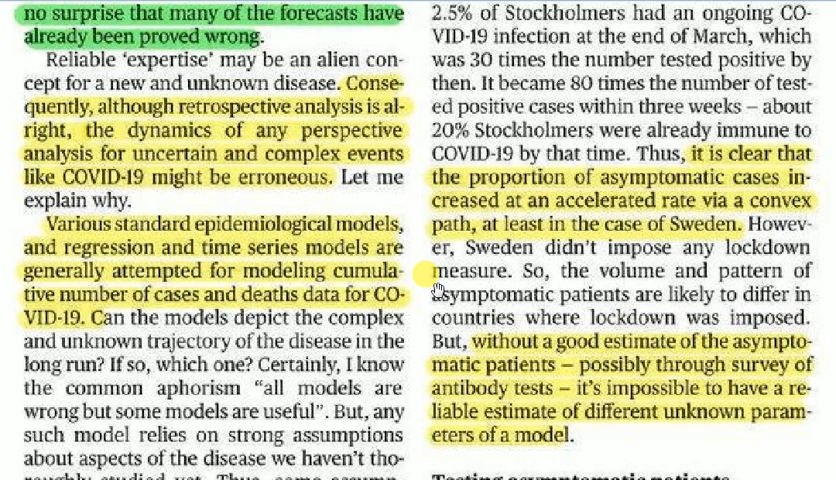 no surprise that many of the forecasts have
already been proved wrong.
Reliable ‘expertise’ may be an alien con-
cept for a new and unknown disease. Conse-
quently, although retrospective analysis is al-
right, the dynamics of any perspective
analysis for uncertain and complex events
like COVID-19 might be erroneous. Let me
explain why.
Various standard epidemiological models,
and regression and time series models are
generally attempted for modeling cumula-
tive number of cases and deaths data for CO-
VID-19. Can the models depict the complex
and unknown trajectory of the disease in the
long run? If so, which one? Certainly, I know
the common aphorism “all models are
wrong but some models are useful”. But, any
such model relies on strong assumptions
about aspects of the disease we haven’t tho-
roughly studied yet. Thus, some assump-
2.5% of Stockholmers had an ongoing CO-
VID-19 infection at the end of March, which
was 30 times the number tested positive by
then. It became 80 times the number of test-
ed positive cases within three weeks – about
20% Stockholmers were already immune to
COVID-19 by that time. Thus, it is clear that
the proportion of asymptomatic cases in-
creased at an accelerated rate via a convex
path, at least in the case of Sweden. Howev-
er, Sweden didn’t impose any lockdown
measure. So, the volume and pattern of
asymptomatic patients are likely to differ in
countries where lockdown was imposed.
But, without a good estimate of the asympto-
matic patients – possibly through survey of
antibody tests – it’s impossible to have a re-
liable estimate of different unknown param-
eters of a model.
Testing asymptomatic patients